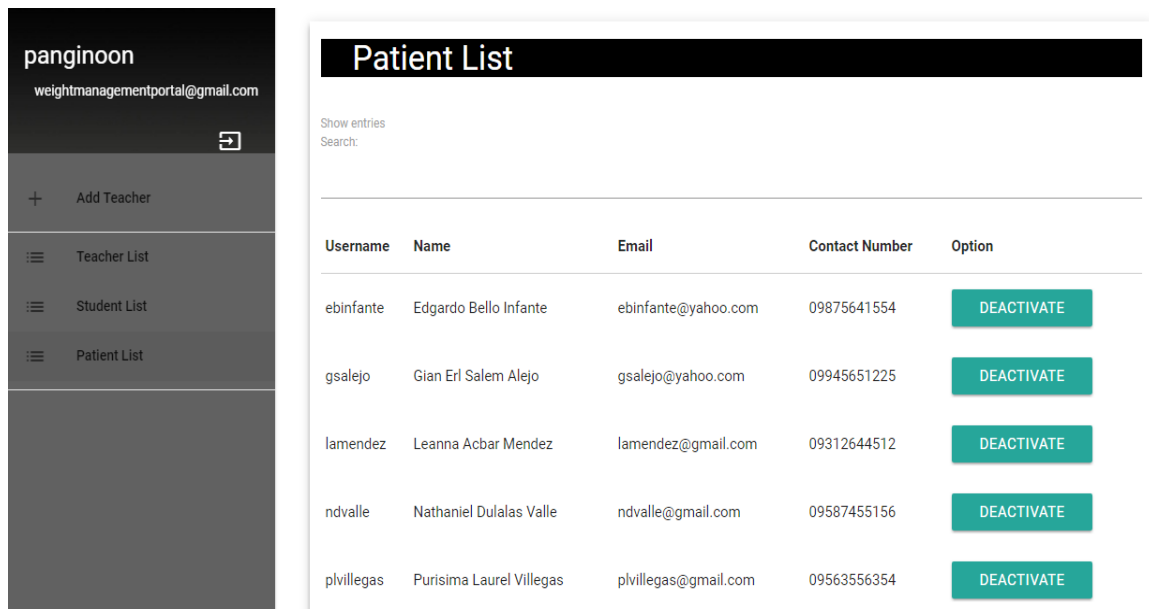 panginoon
weightmanagementportal@gmail.com
Add Teacher
Teacher List
Student List
Patient List
Patient List
Show entries
Search:
Username Name Email Contact Number Option
ebinfante Edgardo Bello Infante ebinfante@yahoo.com 09875641554 DEACTIVATE
gsalejo Gian Erl Salem Alejo gsalejo@yahoo.com 09945651225 DEACTIVATE
lamendez Leanna Acbar Mendez lamendez@gmail.com 09312644512 DEACTIVATE
ndvalle Nathaniel Dulalas Valle ndvalle@gmail.com 09587455156 DEACTIVATE
plvillegas Purisima Laurel Villegas plvillegas@gmail.com 09563556354 DEACTIVATE